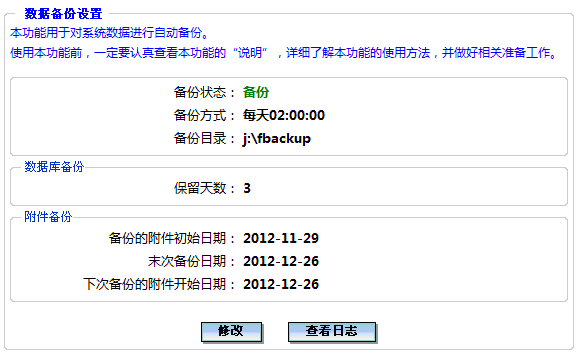 数据备份设置
本功能用于对系统数据进行自动备份。
使用本功能前，一定要认真查看本功能的“说明”，详细了解本功能的使用方法，并做好相关准备工作。
备份状态： 备份
备份方式： 每天02:00:00
备份目录： j:\fbackup
数据库备份
保留天数： 3
附件备份
备份的附件初始日期： 2012-11-29
末次备份日期： 2012-12-26
下次备份的附件开始日期： 2012-12-26
修改 查看日志